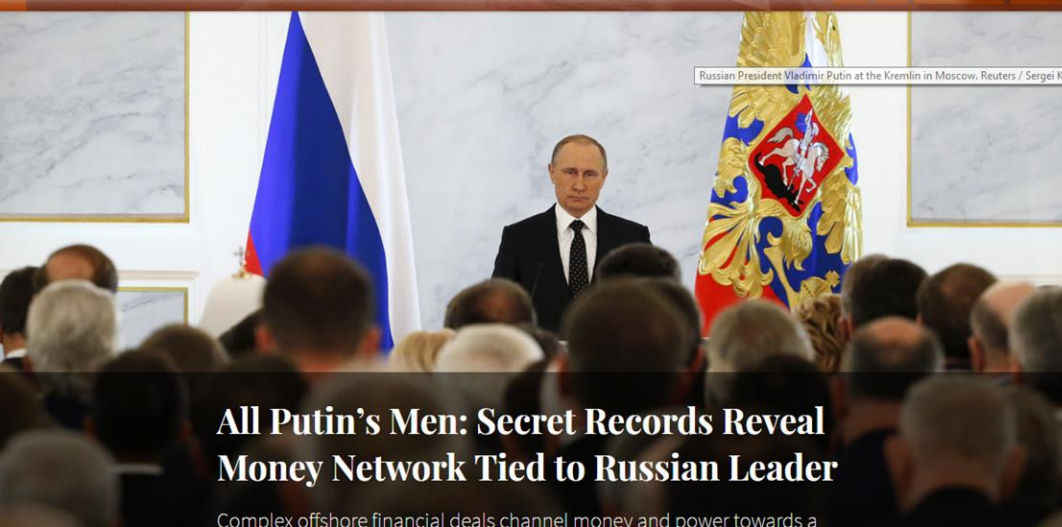 Russian President Vladimir Putin at the Kremlin in Moscow. Reuters / Sergei
All Putin's Men: Secret Records Reveal
Money Network Tied to Russian Leader
Complex offshore financial deals channel money and power towards a